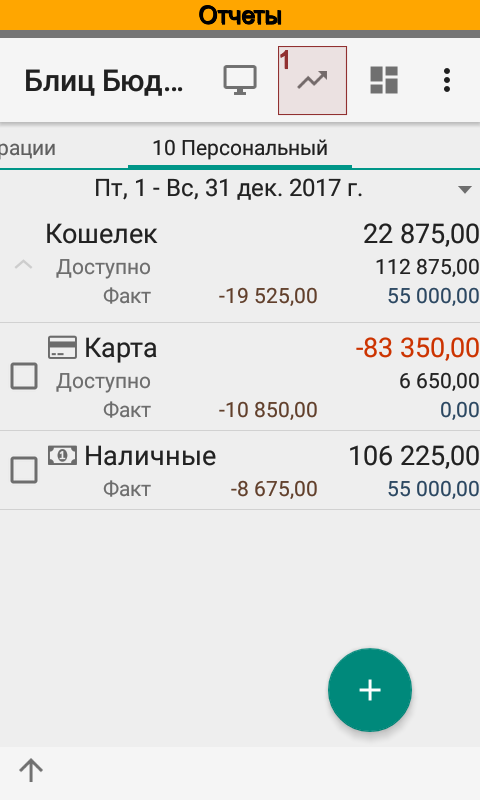 Отчеты
Блиц Бюд...
1
рации
10 Персональный
Пт, 1 - Вс, 31 дек. 2017 г.
Кошелек 22 875,00
Доступно 112 875,00
Факт -19 525,00 55 000,00
Карта -83 350,00
Доступно 6 650,00
Факт -10 850,00 0,00
Наличные 106 225,00
Факт -8 675,00 55 000,00